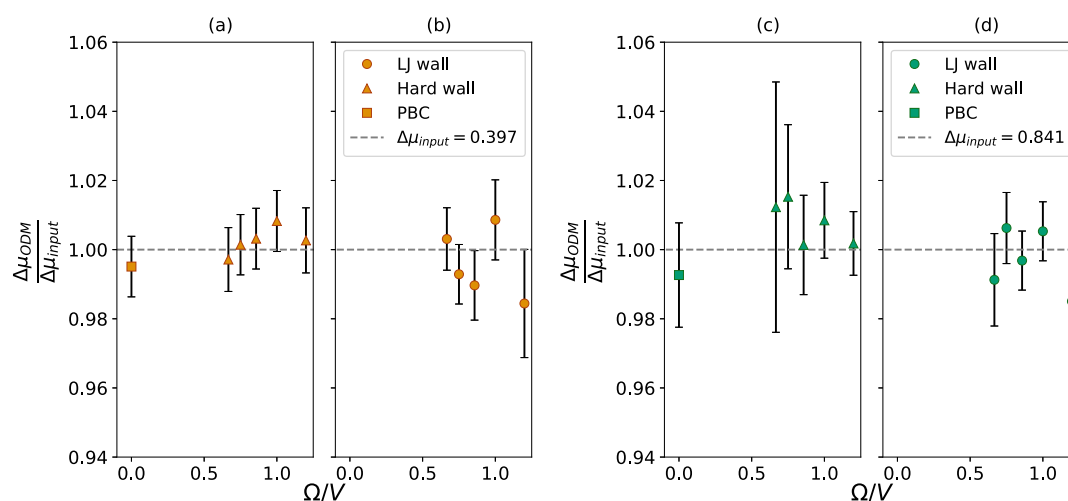 (a)
(b)
(c)
(d)
1.06
1.04
1.02
1.00
0.98
0.96
0.94
Δμ_ODM
Δμ_input
0.0
0.5
1.0
0.0
0.5
1.0
Ω/V
LJ wall
Hard wall
PBC
Δμ_input = 0.397
1.06
1.04
1.02
1.00
0.98
0.96
0.94
Δμ_ODM
Δμ_input
0.0
0.5
1.0
0.0
0.5
1.0
Ω/V
LJ wall
Hard wall
PBC
Δμ_input = 0.841